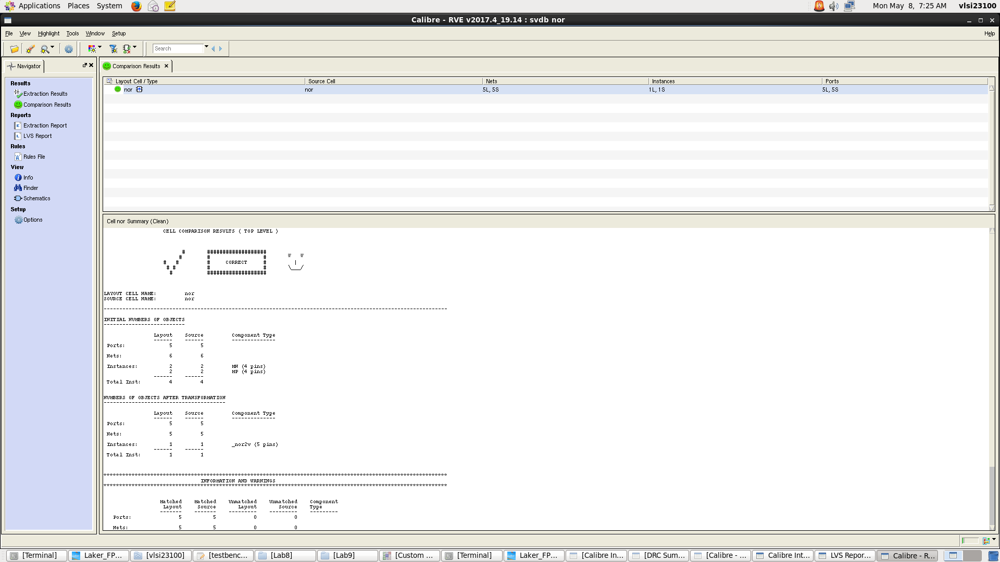 Applications Places System Mon May 8, 7:25 AM vlsi23100
Calibre - RVE v2017.4_19.14 : svdb nor
File View Highlight Tools Window Setup Help
Search
Navigator
Results
Extraction Results
Comparison Results
Reports
Extraction Report
LVS Report
Rules
Rules File
View
Info
Finder
Schematics
Setup
Options
Comparison Results
Layout Cell / Type Source Cell Nets Instances Ports
nor nor 5L, 5S 1L, 1S 5L, 5S
Cell nor Summary (Clean)
CELL COMPARISON RESULTS ( TOP LEVEL )
CORRECT
LAYOUT CELL NAME: nor
SOURCE CELL NAME: nor
INITIAL NUMBERS OF OBJECTS
Layout Source Component Type
Ports: 5 5
Nets: 6 6
Instances: 2 2 MN (4 pins)
2 2 MP (4 pins)
Total Inst: 4 4
NUMBERS OF OBJECTS AFTER TRANSFORMATION
Layout Source Component Type
Ports: 5 5
Nets: 5 5
Instances: 1 1 _nor2v (5 pins)
Total Inst: 1 1
INFORMATION AND WARNINGS
Matched Matched Unmatched Unmatched Component
Layout Source Layout Source Type
Ports: 5 5 0 0
Nets: 5 5 0 0
[Terminal] Laker_FP... [vlsi23100] [testbenc... [Lab8] [Lab9] [Custom ... [Terminal] Laker_FP... [Calibre In... [DRC Sum... [Calibre - ... Calibre Int... LVS Repor... Calibre - R...